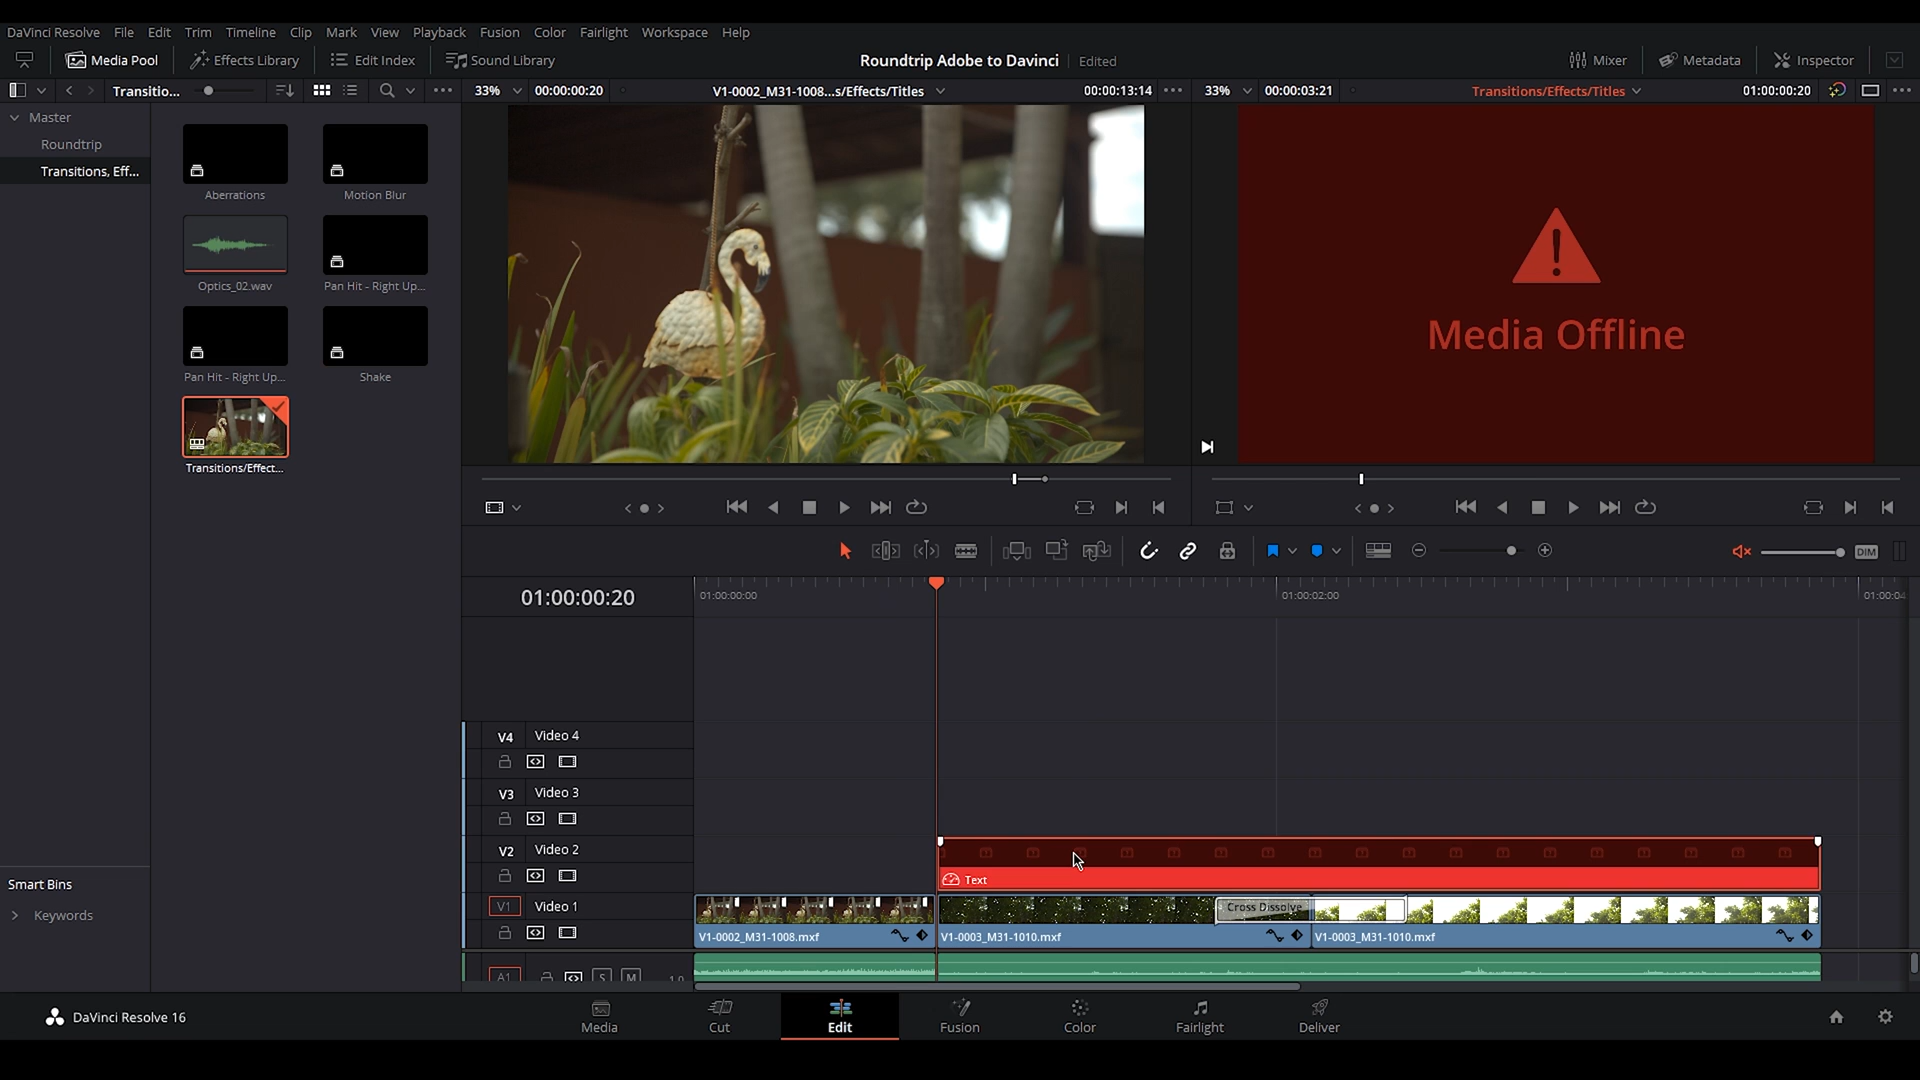 DaVinci Resolve File Edit Trim Timeline Clip Mark View Playback Fusion Color Fairlight Workspace Help
Media Pool Effects Library Edit Index Sound Library Roundtrip Adobe to Davinci Edited Mixer Metadata Inspector
Transitio... 33% 00:00:00:20 V1-0002_M31-1008...s/Effects/Titles 00:00:13:14 33% 00:00:03:21 Transitions/Effects/Titles 01:00:00:20
Master
Roundtrip
Transitions, Eff...
Aberrations Motion Blur
Optics_02.wav Pan Hit - Right Up...
Pan Hit - Right Up... Shake
Transitions/Effect...
Media Offline
DIM
01:00:00:20 01:00:00:00 01:00:02:00 01:00:04
V4 Video 4
V3 Video 3
V2 Video 2
Text
V1 Video 1 Cross Dissolve
V1-0002_M31-1008.mxf V1-0003_M31-1010.mxf V1-0003_M31-1010.mxf
A1 S M 1.0
Smart Bins
Keywords
DaVinci Resolve 16 Media Cut Edit Fusion Color Fairlight Deliver